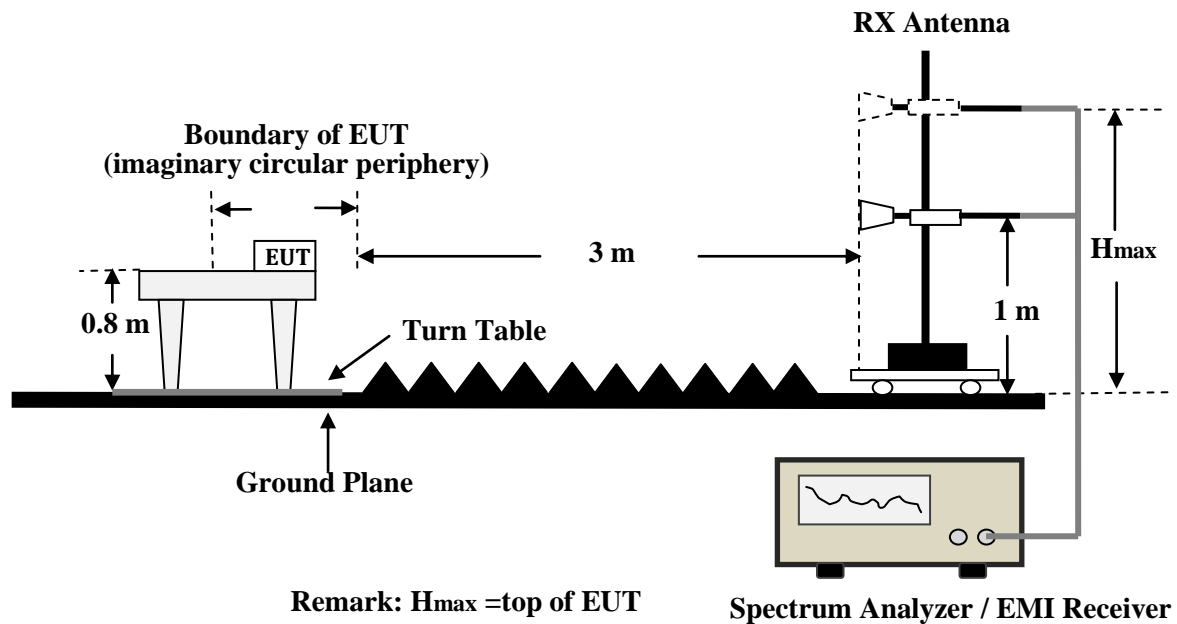 RX Antenna
Boundary of EUT
(imaginary circular periphery)
EUT
3 m
Hmax
0.8 m
1 m
Turn Table
Ground Plane
Remark: Hmax =top of EUT
Spectrum Analyzer / EMI Receiver